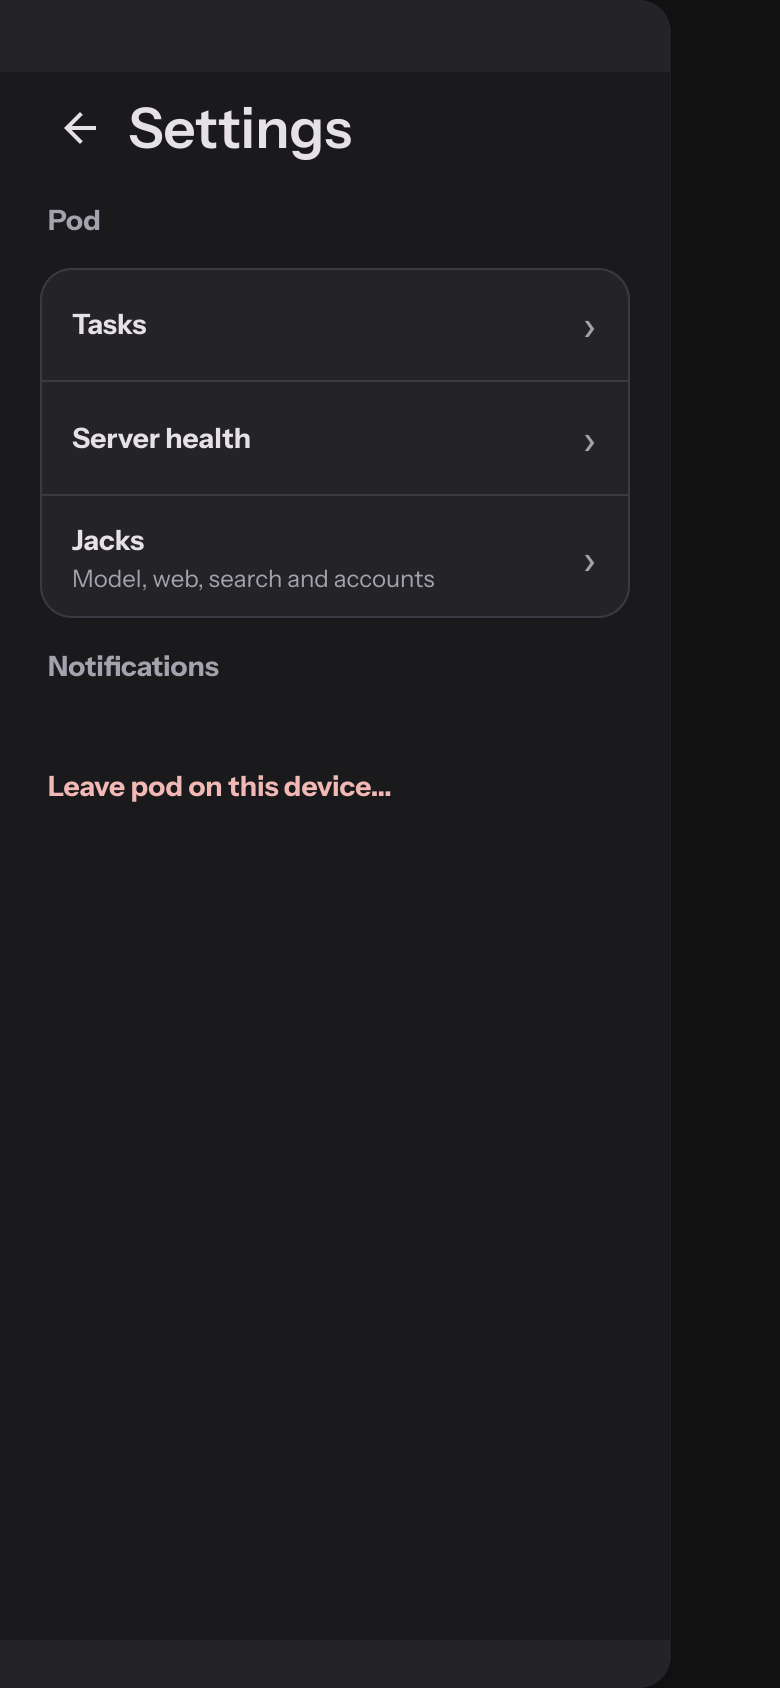 Settings
Pod
Tasks
Server health
Jacks
Model, web, search and accounts
Notifications
Leave pod on this device...